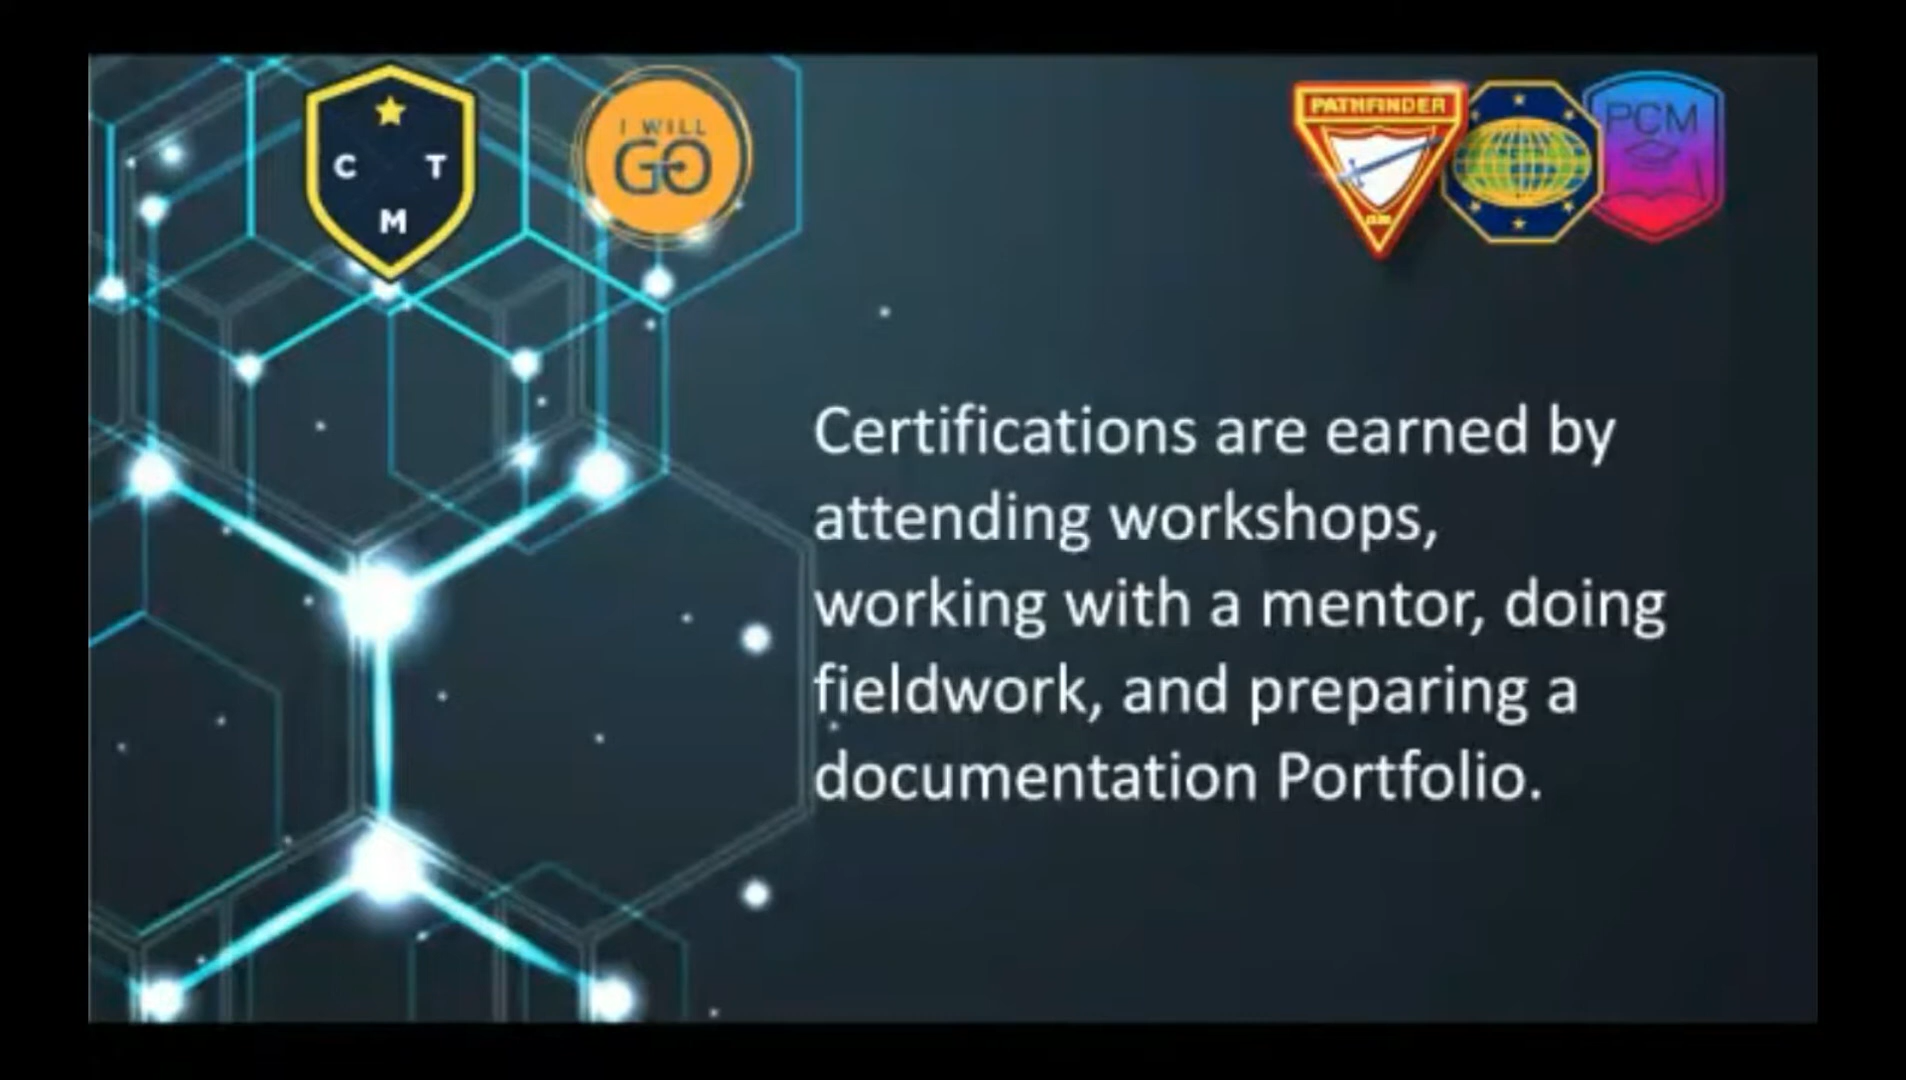 C T
M
I WILL
GO
PATHFINDER
PCM
Certifications are earned by
attending workshops,
working with a mentor, doing
fieldwork, and preparing a
documentation Portfolio.